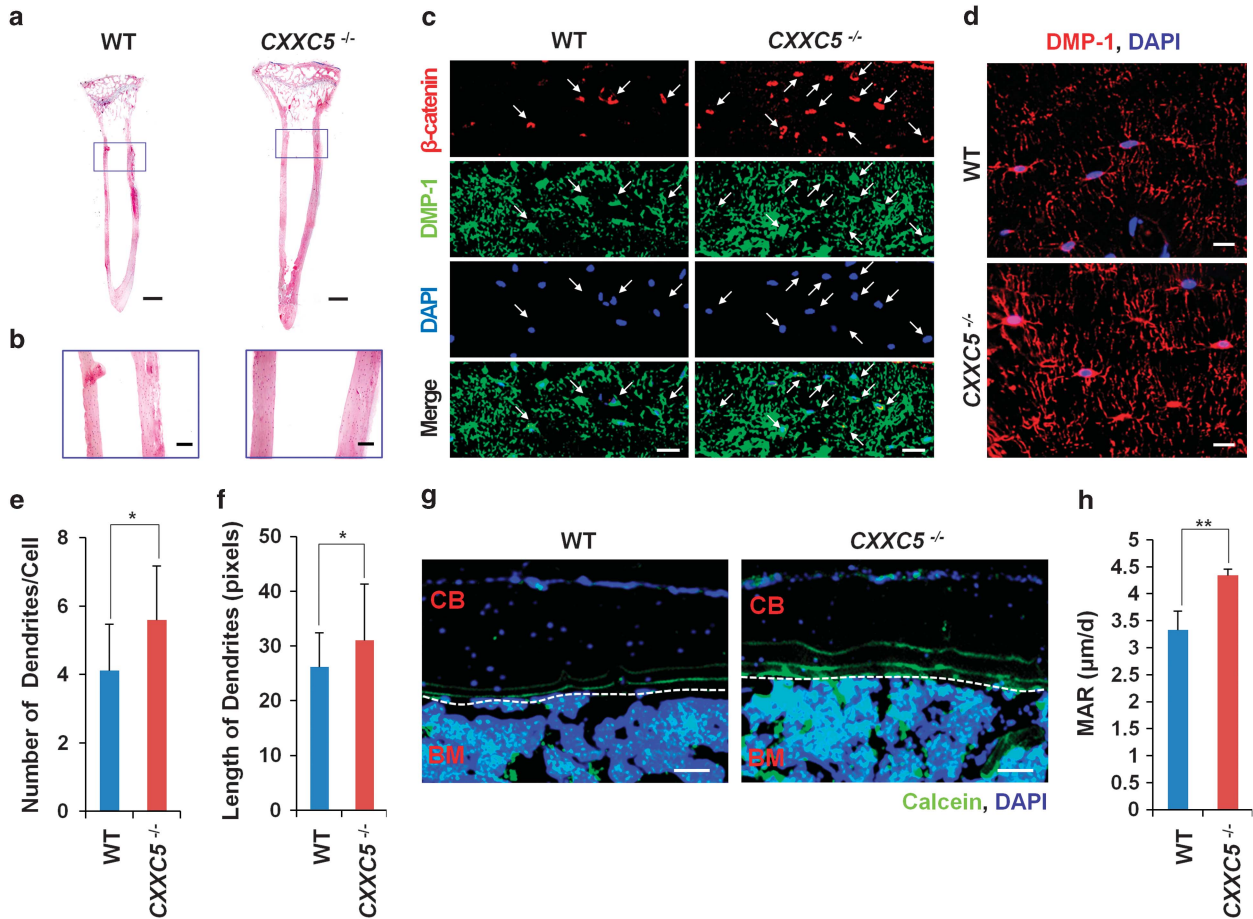 a
WT
CXXC5 -/-
b
c
WT
CXXC5 -/-
β-catenin
DMP-1
DAPI
Merge
d
DMP-1, DAPI
WT
CXXC5 -/-
e
Number of Dendrites/Cell
8
6
4
2
0
*
WT
CXXC5 -/-
f
Length of Dendrites (pixels)
50
40
30
20
10
0
*
WT
CXXC5 -/-
g
WT
CXXC5 -/-
CB
BM
CB
BM
Calcein, DAPI
h
MAR (μm/d)
5
4.5
4
3.5
3
2.5
2
1.5
1
0.5
0
**
WT
CXXC5 -/-